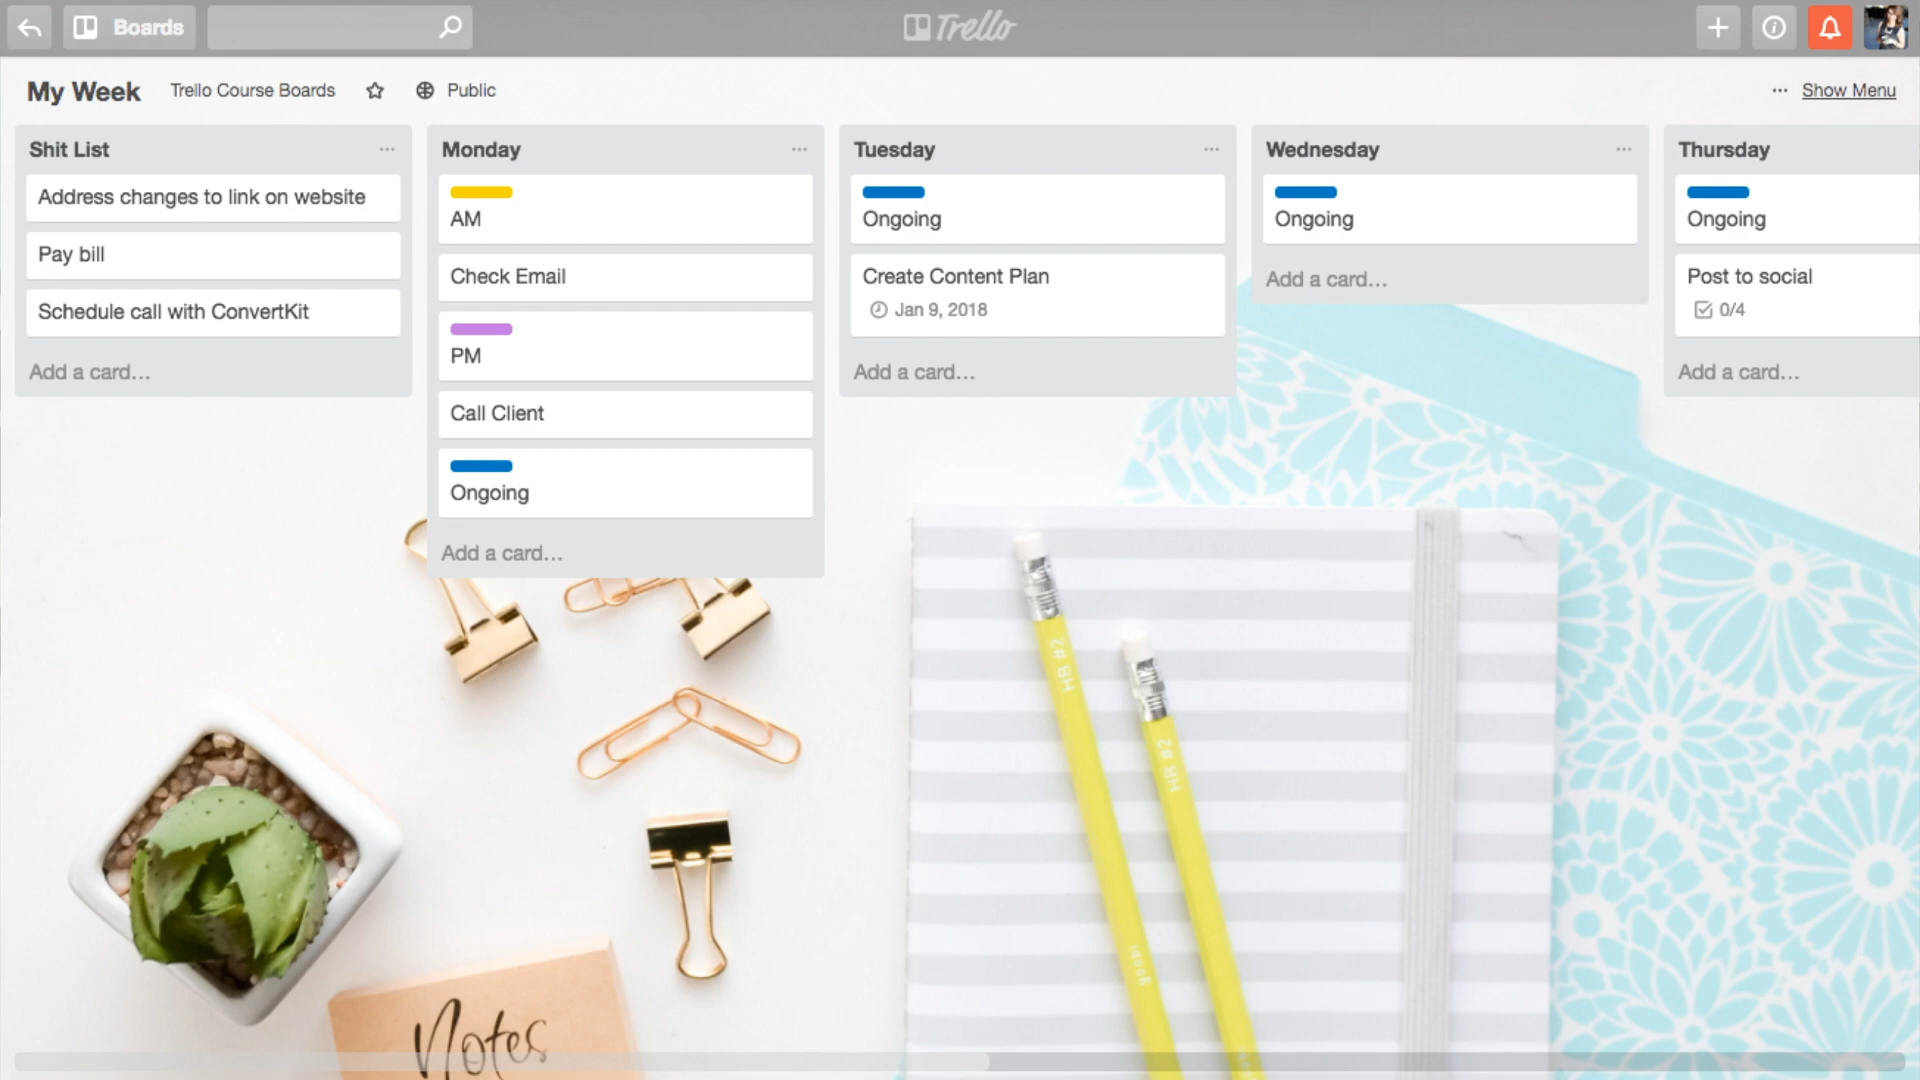 Boards
Trello
My Week
Trello Course Boards
Public
... Show Menu
Shit List
Address changes to link on website
Pay bill
Schedule call with ConvertKit
Add a card...
Monday
AM
Check Email
PM
Call Client
Ongoing
Add a card...
Tuesday
Ongoing
Create Content Plan
Jan 9, 2018
Add a card...
Wednesday
Ongoing
Add a card...
Thursday
Ongoing
Post to social
0/4
Add a card...
HB #2
HB #2
Notes